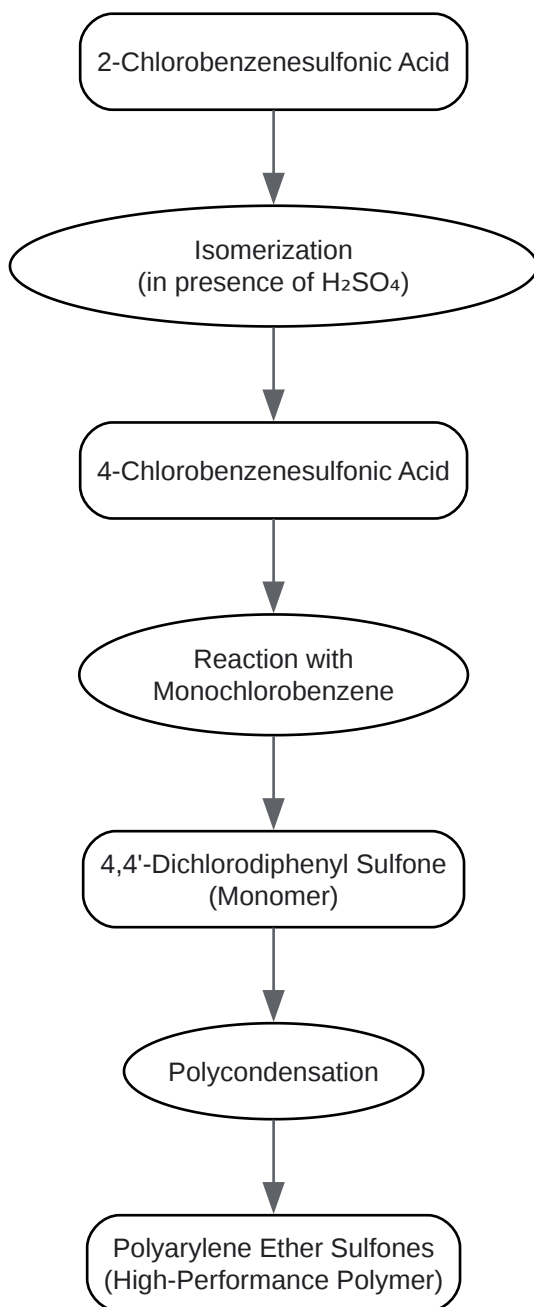 2-Chlorobenzenesulfonic Acid
Isomerization
(in presence of H₂SO₄)
4-Chlorobenzenesulfonic Acid
Reaction with
Monochlorobenzene
4,4'-Dichlorodiphenyl Sulfone
(Monomer)
Polycondensation
Polyarylene Ether Sulfones
(High-Performance Polymer)